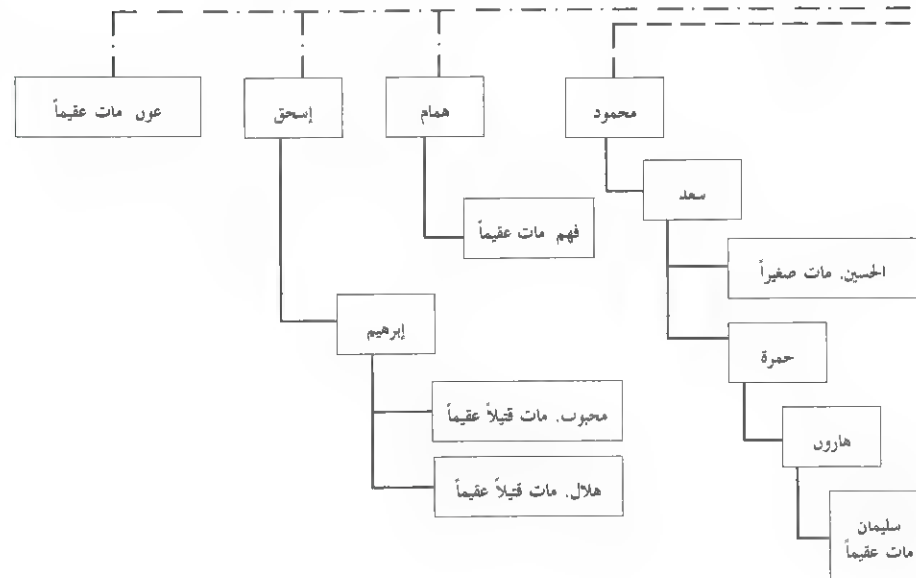 محمود
همام
إسحق
عون مات عقيماً
سعد
فهم مات عقيماً
الحسين. مات صغيراً
إبرهيم
حمرة
محبوب. مات قتيلاً عقيماً
هارون
هلال. مات قتيلاً عقيماً
سليمان
مات عقيماً